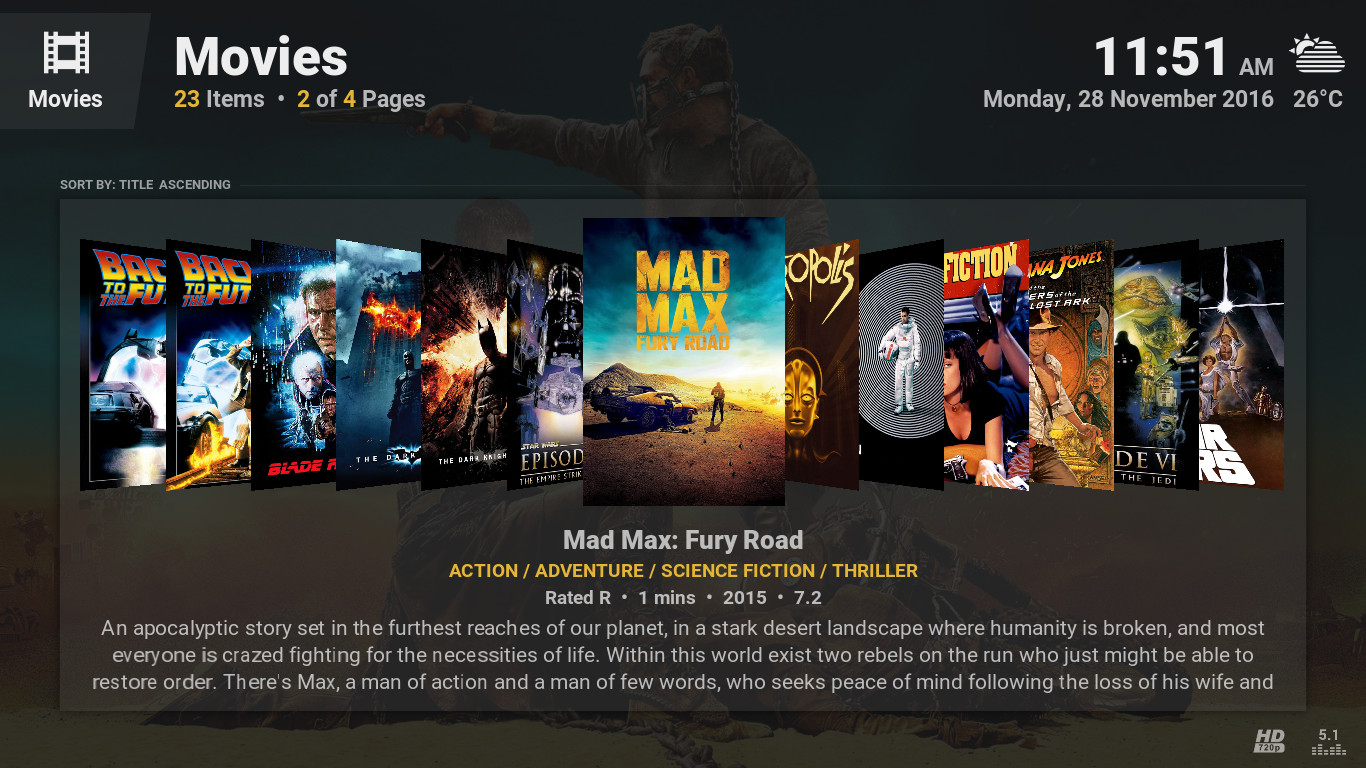 Movies
Movies
23 Items • 2 of 4 Pages
11:51 AM
Monday, 28 November 2016 26°C
SORT BY: TITLE ASCENDING
BAC
TO
THE FU
BACK
TO
THE FUT
BLADE R
THE DARK
THE DARK KNIGH
STAR WARS
EPISOD
THE EMPIRE STRIK
MAD
MAX
FURY ROAD
ROPOLIS
FICTION
ANA JONES
ERS of the
LOST ARK
DE VI
THE JEDI
AR
RS
Mad Max: Fury Road
ACTION / ADVENTURE / SCIENCE FICTION / THRILLER
Rated R • 1 mins • 2015 • 7.2
An apocalyptic story set in the furthest reaches of our planet, in a stark desert landscape where humanity is broken, and most
everyone is crazed fighting for the necessities of life. Within this world exist two rebels on the run who just might be able to
restore order. There's Max, a man of action and a man of few words, who seeks peace of mind following the loss of his wife and
HD
720p
5.1